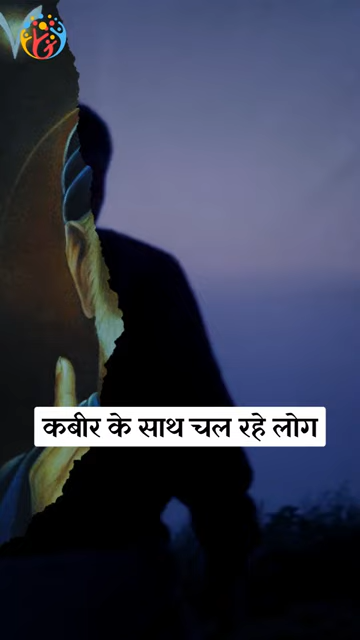 कबीर के साथ चल रहे लोग